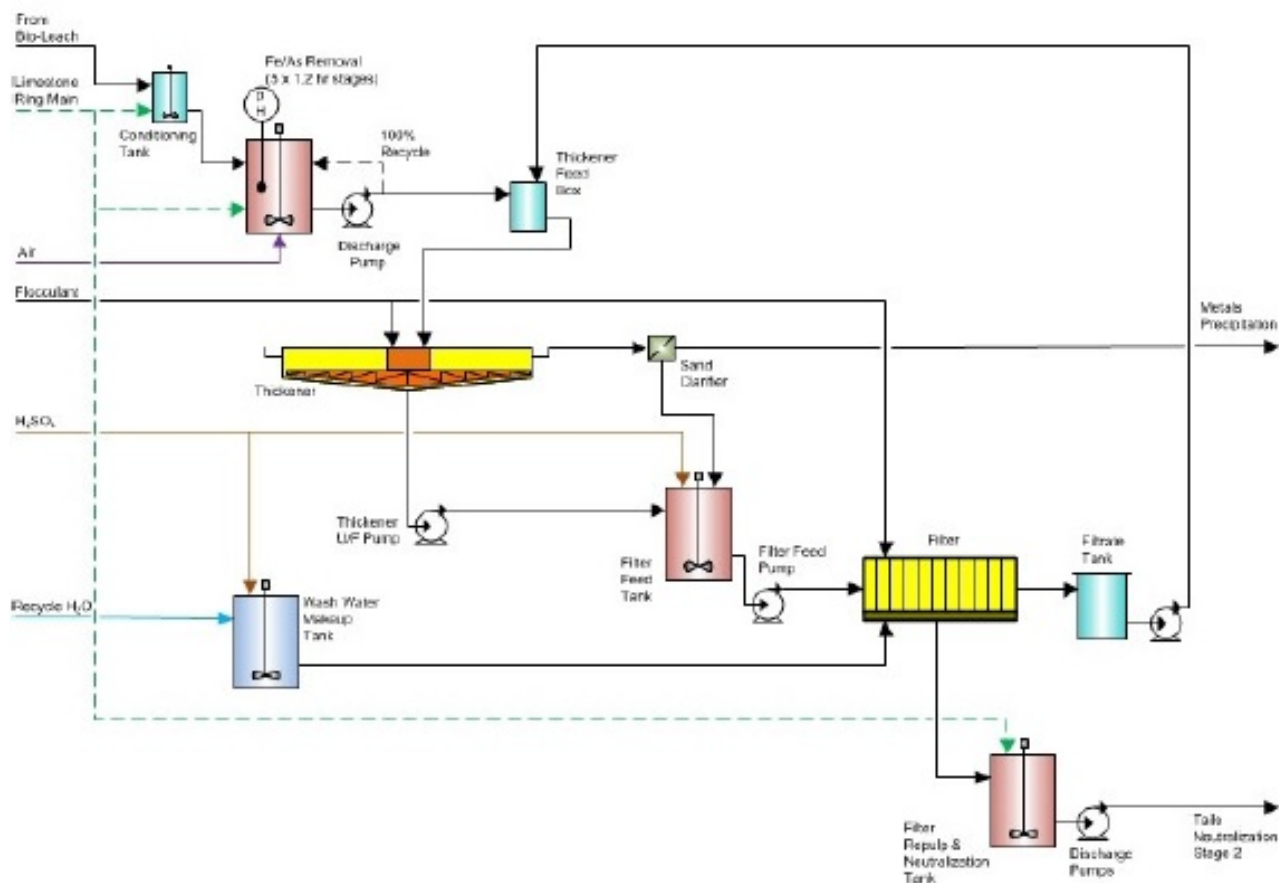 From
Bio-Leach
Limestone
Ring Main
Conditioning
Tank
Fe/As Removal
(5 x 1.2 hr stages)
P
H
100%
Recycle
Discharge
Pump
Thickener
Feed
Box
Air
Flocculant
Metals
Precipitation
Thickener
Sand
Clarifier
H₂SO₄
Thickener
U/F Pump
Filter
Feed
Tank
Filter Feed
Pump
Filter
Filtrate
Tank
Recycle H₂O
Wash Water
Makeup
Tank
Filter
Repulp &
Neutralization
Tank
Discharge
Pumps
Tails
Neutralization
Stage 2